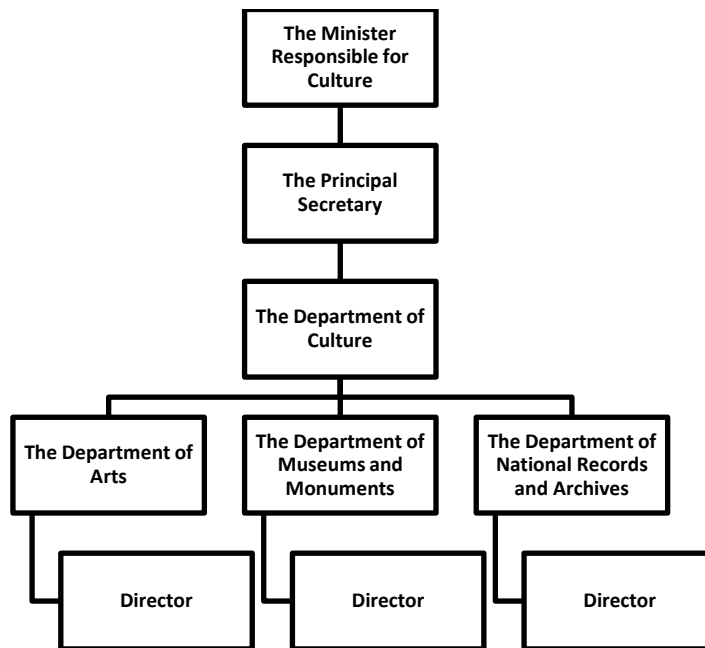 The Minister
Responsible for
Culture
The Principal
Secretary
The Department of
Culture
The Department of
Arts
The Department of
Museums and
Monuments
The Department of
National Records
and Archives
Director
Director
Director